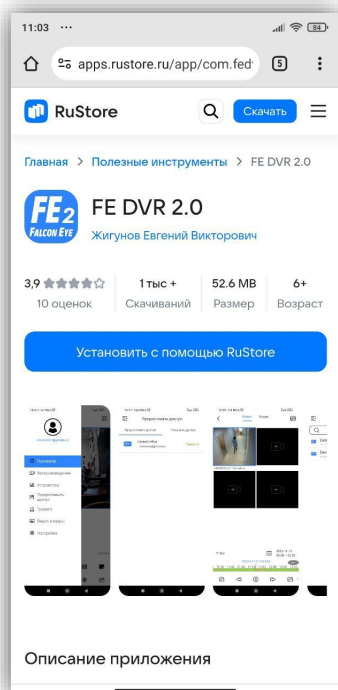 11:03 ...
84
apps.rustore.ru/app/com.fed
5
RuStore
Скачать
Главная > Полезные инструменты > FE DVR 2.0
FE2
FALCON EYE
FE DVR 2.0
Жигунов Евгений Викторович
3,9
1 тыс +
52.6 MB
6+
10 оценок
Скачиваний
Размер
Возраст
Установить с помощью RuStore
Описание приложения